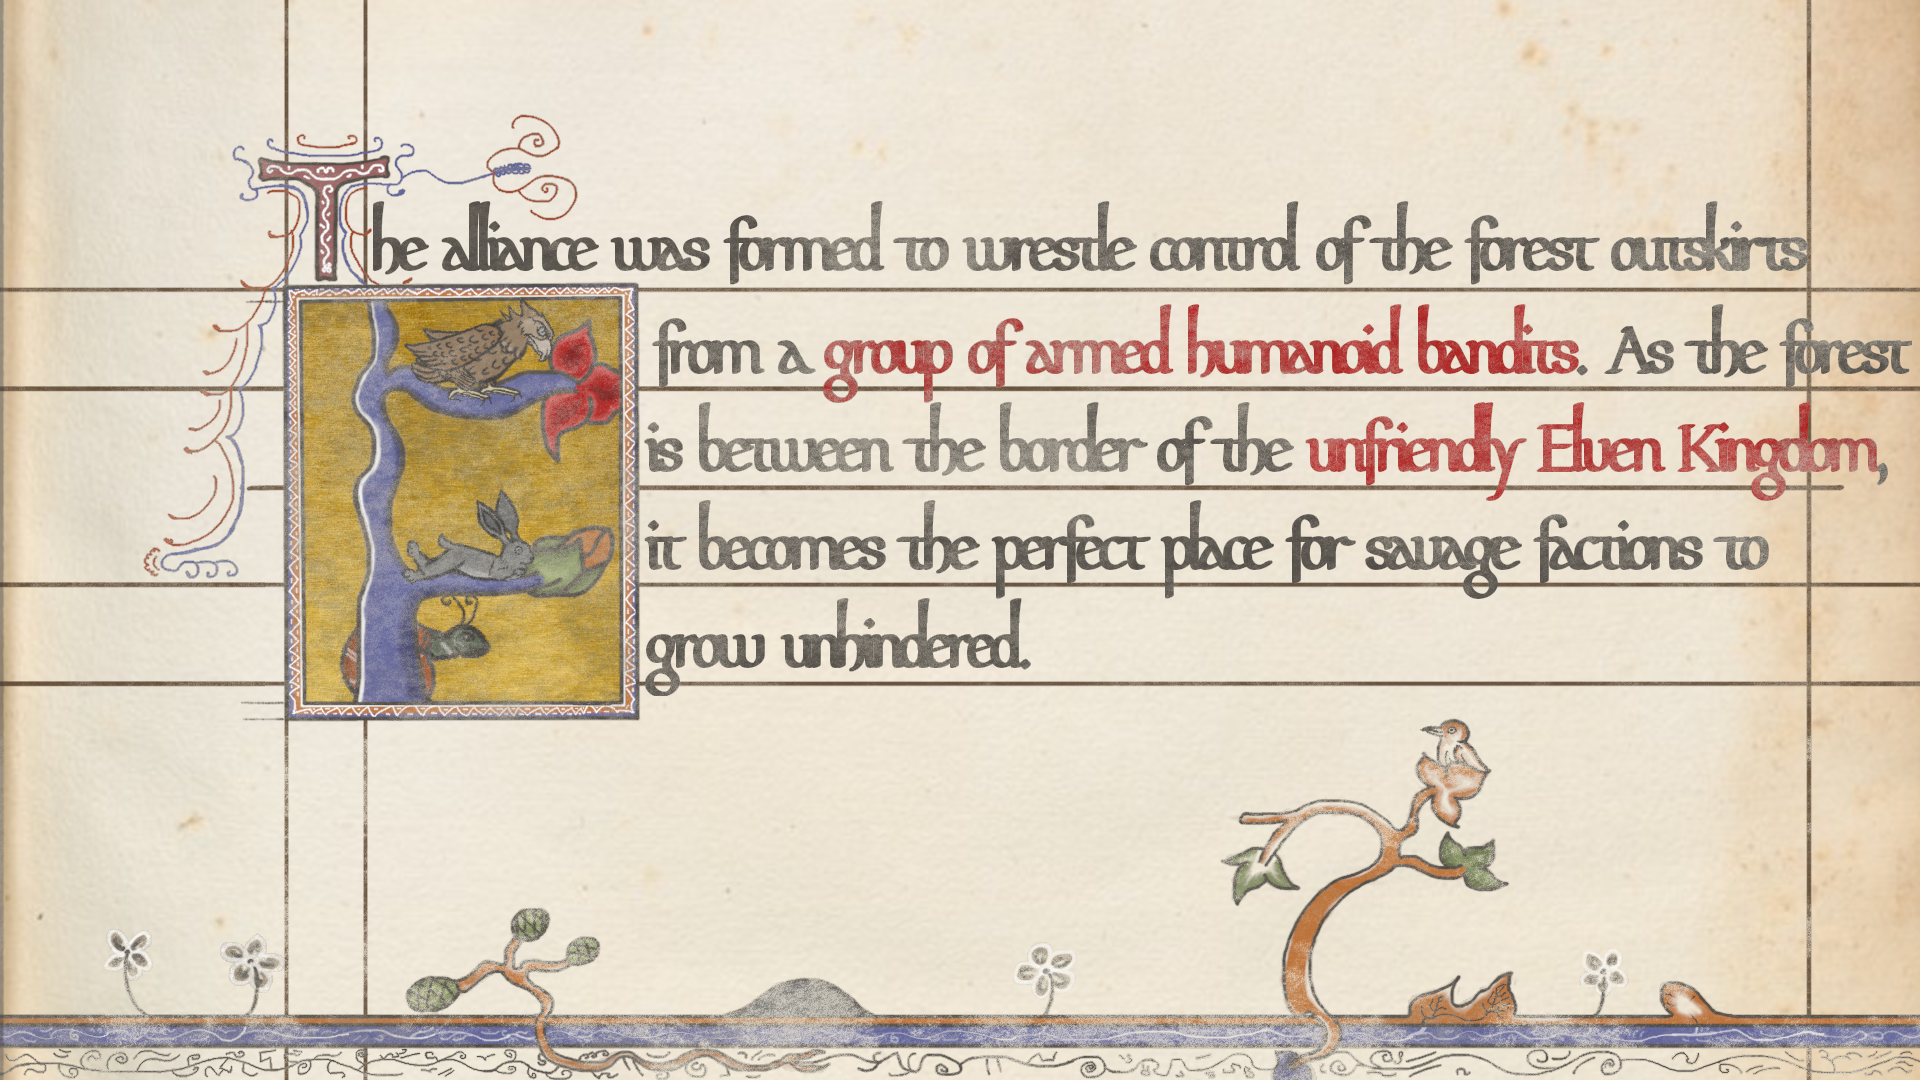 The alliance was formed to wrestle control of the forest outskirts
from a group of armed humanoid bandits. As the forest
is between the border of the unfriendly Elven Kingdom,
it becomes the perfect place for savage factions to
grow unhindered.